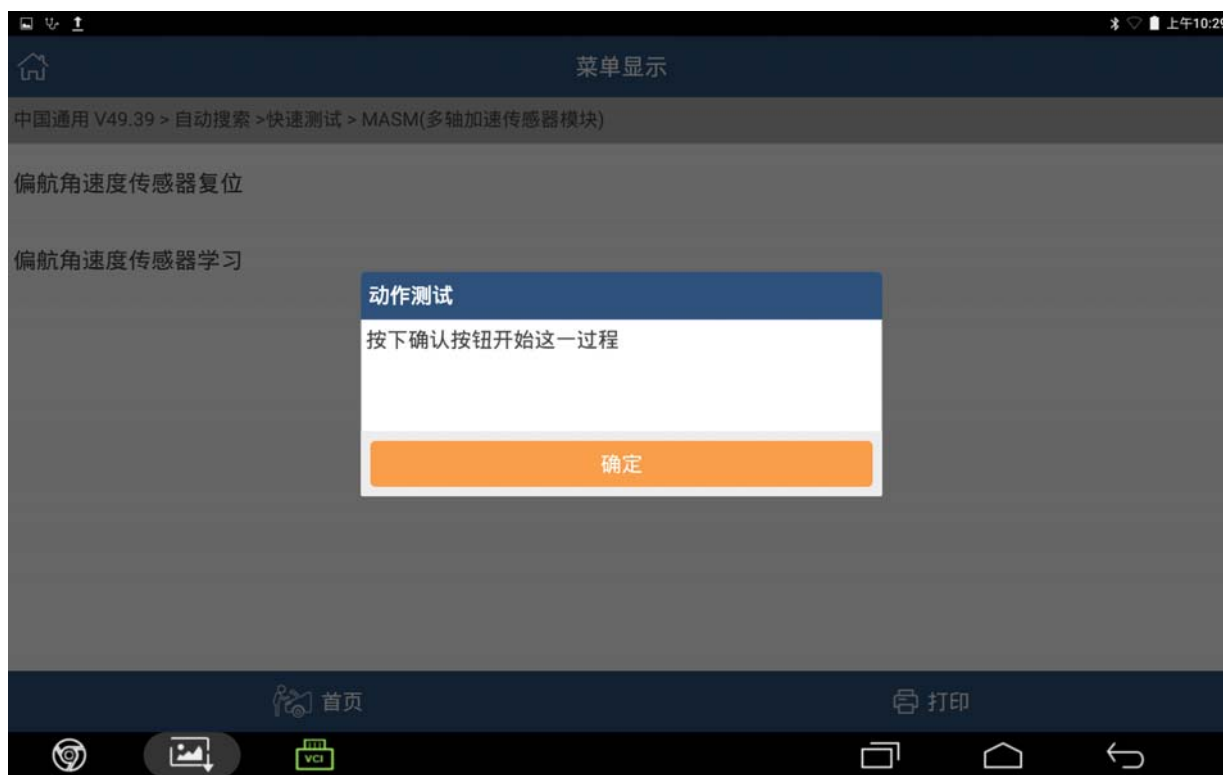 上午10:29
菜单显示
中国通用 V49.39 > 自动搜索 >快速测试 > MASM(多轴加速传感器模块)
偏航角速度传感器复位
偏航角速度传感器学习
动作测试
按下确认按钮开始这一过程
确定
首页
打印
VCI